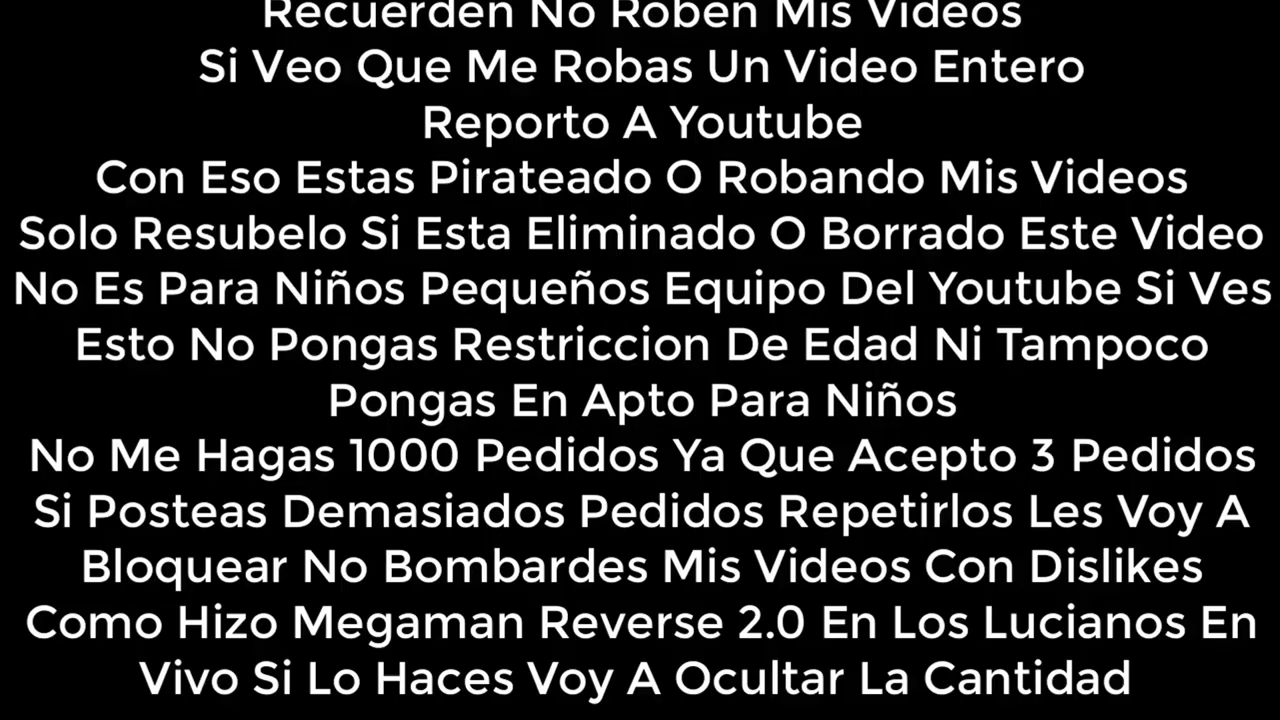 Recuerden No Roben Mis Videos
Si Veo Que Me Robas Un Video Entero
Reporto A Youtube
Con Eso Estas Pirateado O Robando Mis Videos
Solo Resubelo Si Esta Eliminado O Borrado Este Video
No Es Para Niños Pequeños Equipo Del Youtube Si Ves
Esto No Pongas Restriccion De Edad Ni Tampoco
Pongas En Apto Para Niños
No Me Hagas 1000 Pedidos Ya Que Acepto 3 Pedidos
Si Posteas Demasiados Pedidos Repetirlos Les Voy A
Bloquear No Bombardes Mis Videos Con Dislikes
Como Hizo Megaman Reverse 2.0 En Los Lucianos En
Vivo Si Lo Haces Voy A Ocultar La Cantidad